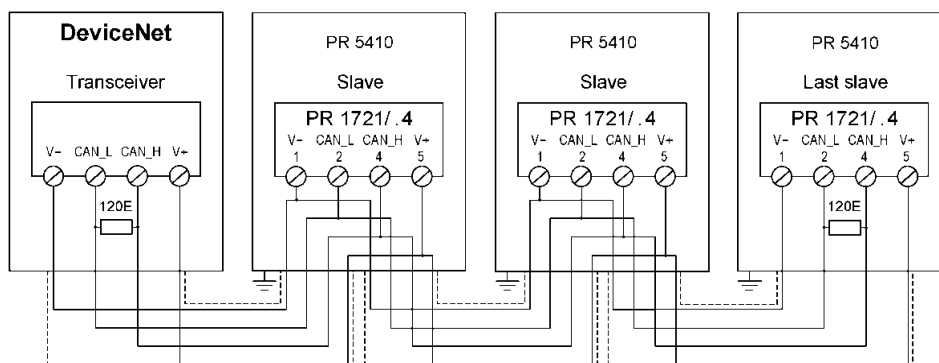 DeviceNet
Transceiver
V- CAN_L CAN_H V+
120E
PR 5410
Slave
PR 1721/ .4
V- CAN_L CAN_H V+
1 2 4 5
PR 5410
Slave
PR 1721/ .4
V- CAN_L CAN_H V+
1 2 4 5
PR 5410
Last slave
PR 1721/ .4
V- CAN_L CAN_H V+
1 2 4 5
120E